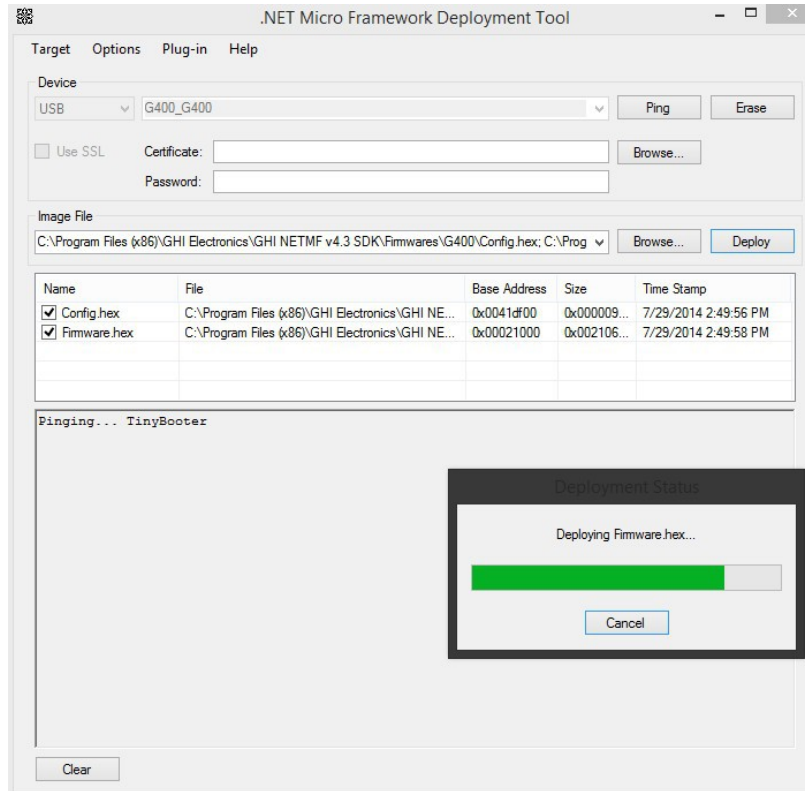 .NET Micro Framework Deployment Tool
Target Options Plug-in Help
Device
USB G400_G400 Ping Erase
Use SSL Certificate: Browse...
Password:
Image File
C:\Program Files (x86)\GHI Electronics\GHI NETMF v4.3 SDK\Firmwares\G400\Config.hex; C:\Prog Browse... Deploy
Name File Base Address Size Time Stamp
Config.hex C:\Program Files (x86)\GHI Electronics\GHI NE... 0x0041df00 0x000009... 7/29/2014 2:49:56 PM
Firmware.hex C:\Program Files (x86)\GHI Electronics\GHI NE... 0x00021000 0x002106... 7/29/2014 2:49:58 PM
Pinging... TinyBooter
Deployment Status
Deploying Firmware.hex...
Cancel
Clear